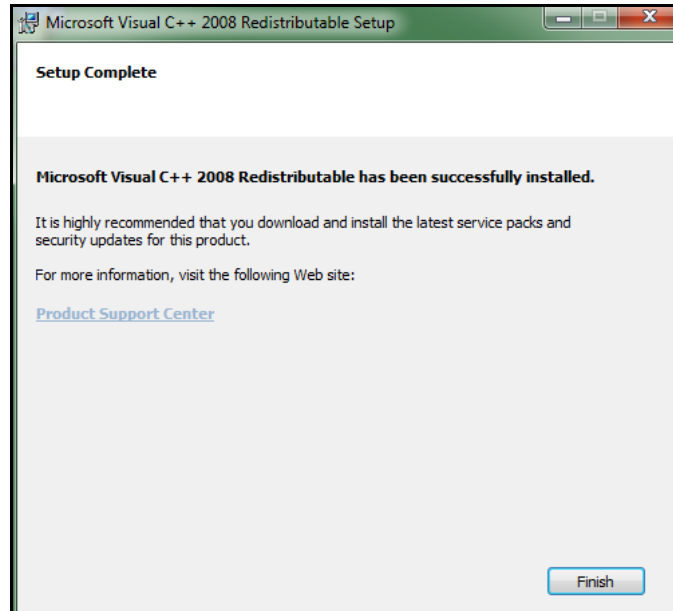 Microsoft Visual C++ 2008 Redistributable Setup
Setup Complete
Microsoft Visual C++ 2008 Redistributable has been successfully installed.
It is highly recommended that you download and install the latest service packs and
security updates for this product.
For more information, visit the following Web site:
Product Support Center
Finish